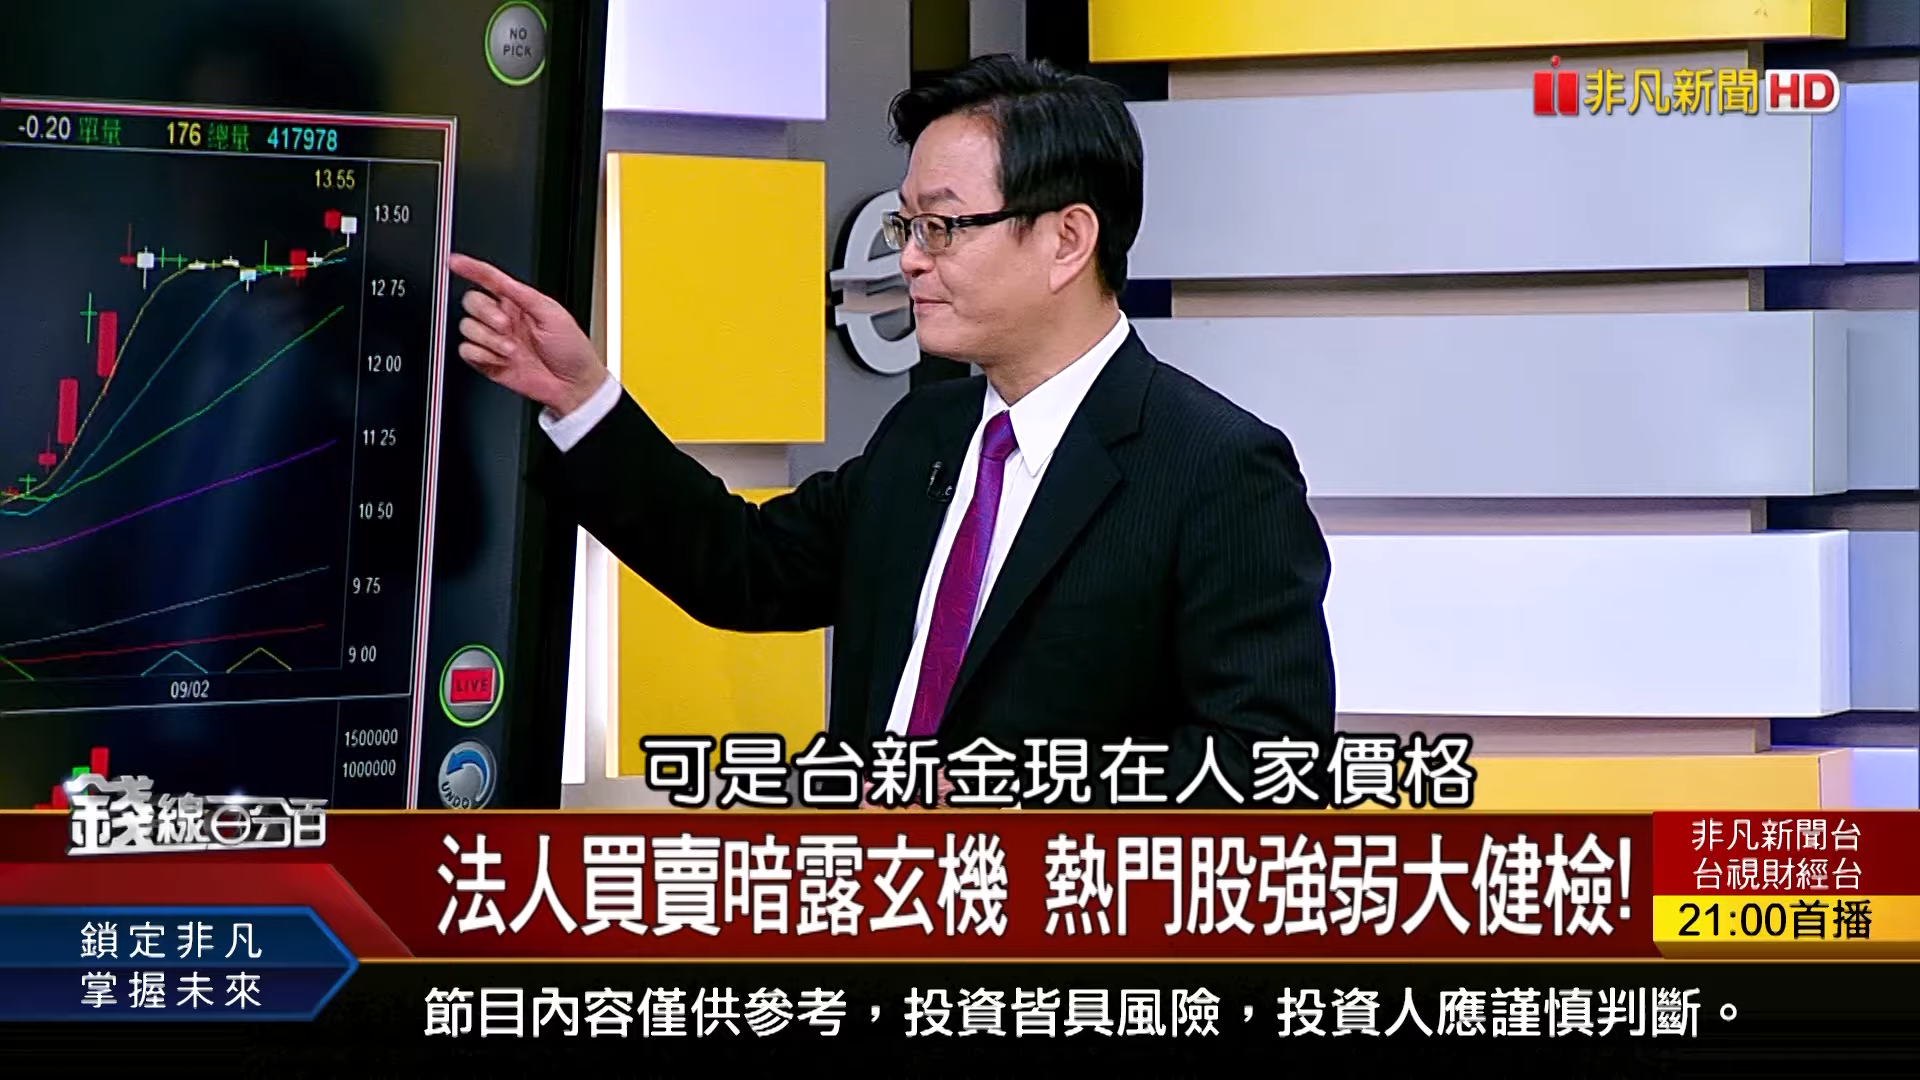 NO
PICK
非凡新聞HD
-0.20 單量 176 總量 417978
13.55
13.50
12.75
12.00
11.25
10.50
9.75
9.00
09/02
1500000
1000000
LIVE
UNDO
可是台新金現在人家價格
錢線百分百
法人買賣暗露玄機 熱門股強弱大健檢!
非凡新聞台
台視財經台
21:00首播
鎖定非凡
掌握未來
節目內容僅供參考，投資皆具風險，投資人應謹慎判斷。